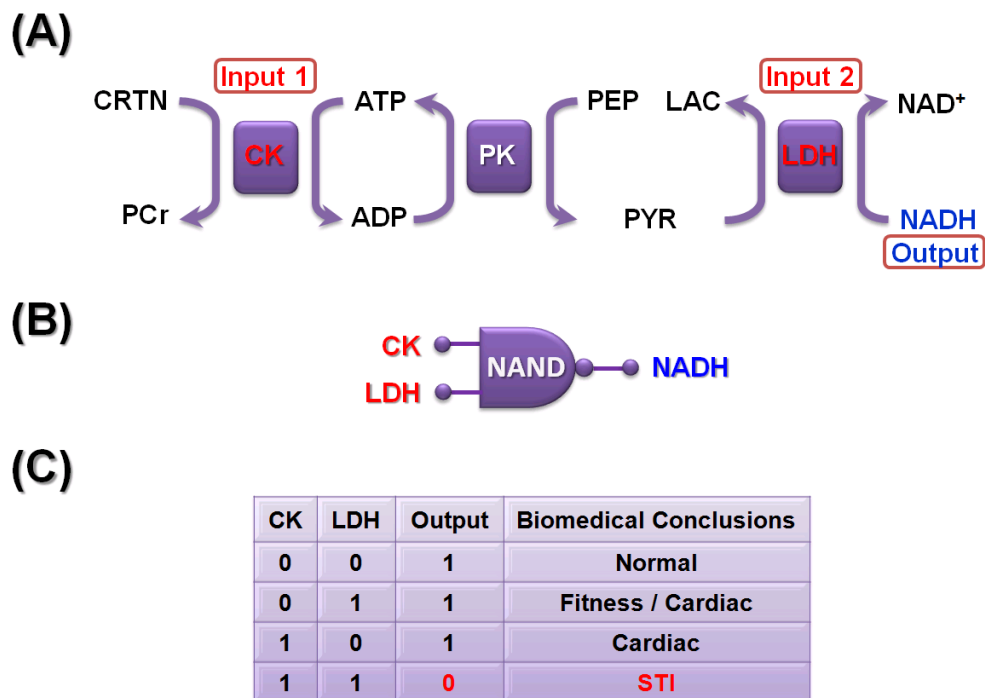 (A)
Input 1
Input 2
CRTN
ATP
PEP
LAC
NAD⁺
CK
PK
LDH
PCr
ADP
PYR
NADH
Output
(B)
CK
NAND
NADH
LDH
(C)
CK LDH Output Biomedical Conclusions
0 0 1 Normal
0 1 1 Fitness / Cardiac
1 0 1 Cardiac
1 1 0 STI